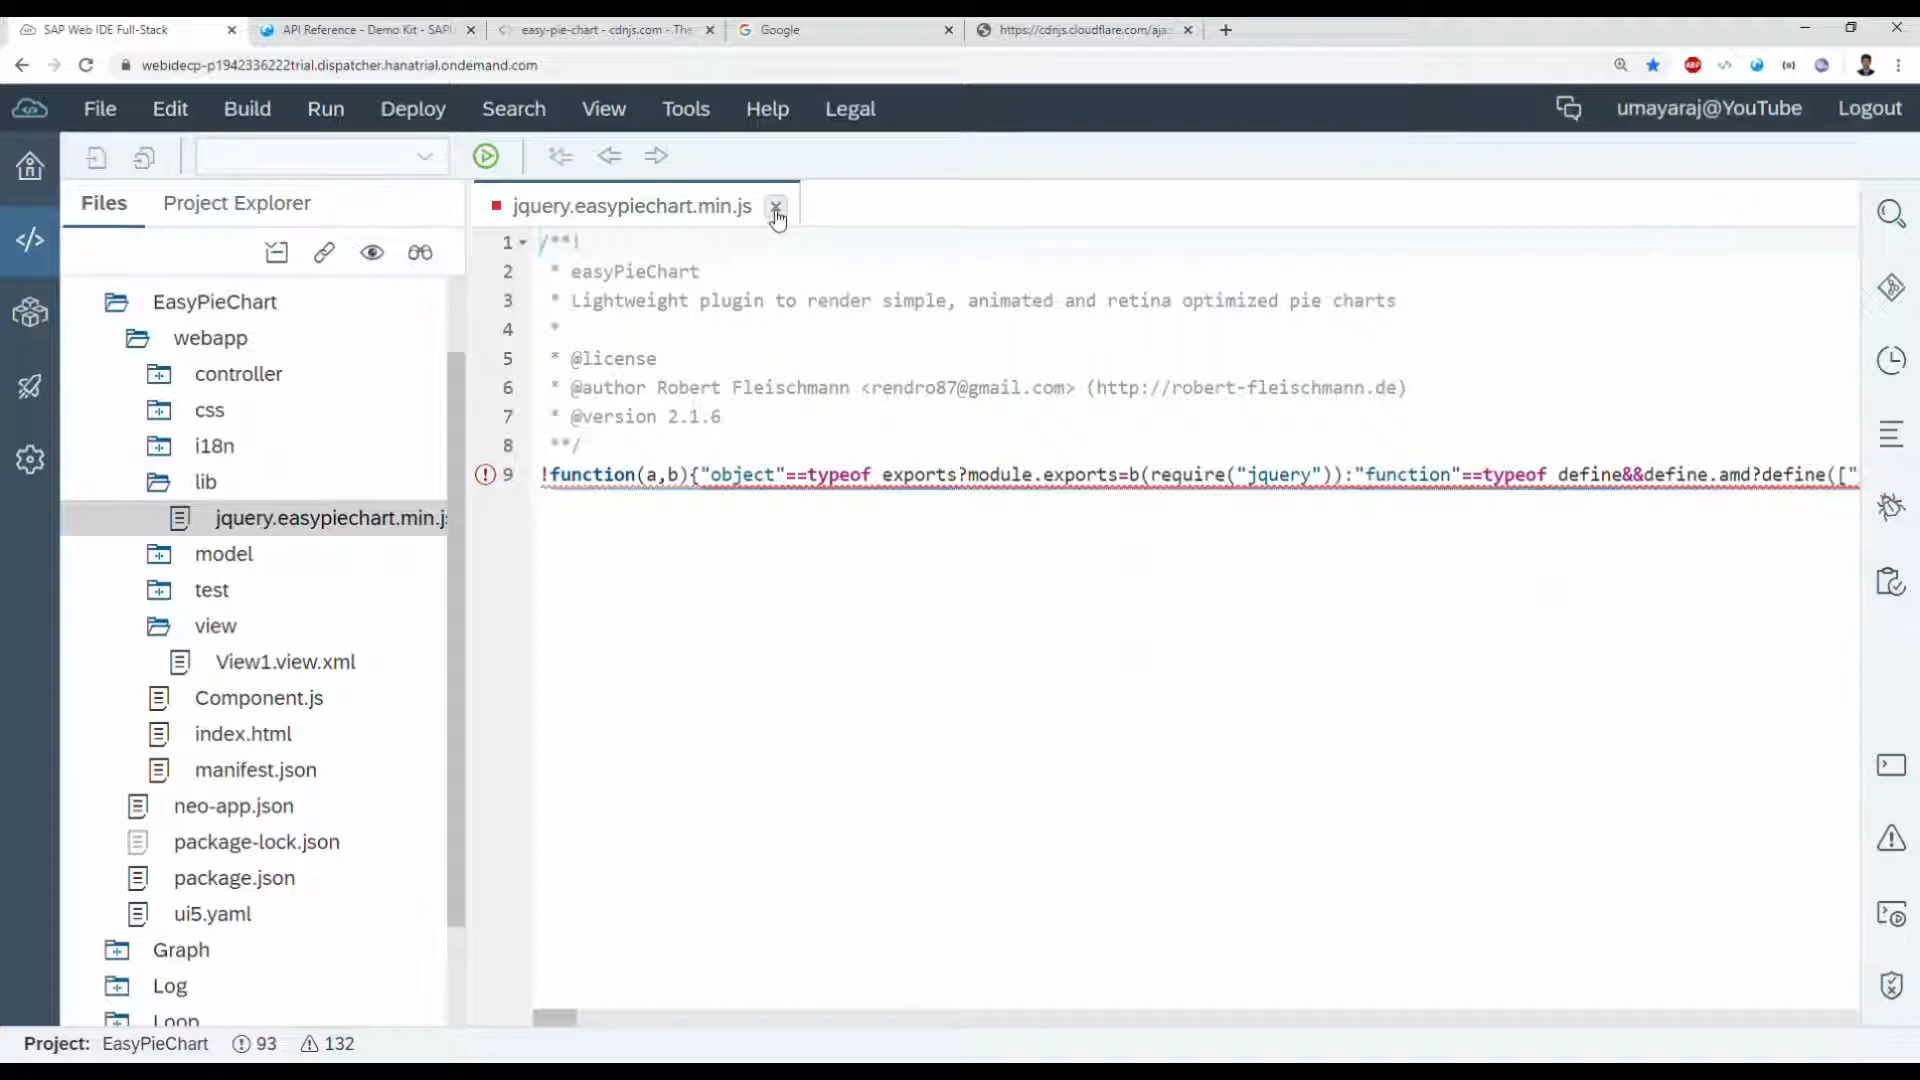 SAP Web IDE Full-Stack
API Reference - Demo Kit - SAPU
easy-pie-chart - cdnjs.com - The
Google
https://cdnjs.cloudflare.com/aja
webidecp-p1942336222trial.dispatcher.hanatrial.ondemand.com
File Edit Build Run Deploy Search View Tools Help Legal
umayaraj@YouTube Logout
Files Project Explorer
jquery.easypiechart.min.js
EasyPieChart
webapp
controller
css
i18n
lib
jquery.easypiechart.min.j
model
test
view
View1.view.xml
Component.js
index.html
manifest.json
neo-app.json
package-lock.json
package.json
ui5.yaml
Graph
Log
Loop
1 /**!
2 * easyPieChart
3 * Lightweight plugin to render simple, animated and retina optimized pie charts
4 *
5 * @license
6 * @author Robert Fleischmann <rendro87@gmail.com> (http://robert-fleischmann.de)
7 * @version 2.1.6
8 **/
9 !function(a,b){"object"==typeof exports?module.exports=b(require("jquery")):"function"==typeof define&&define.amd?define(["
Project: EasyPieChart 93 132